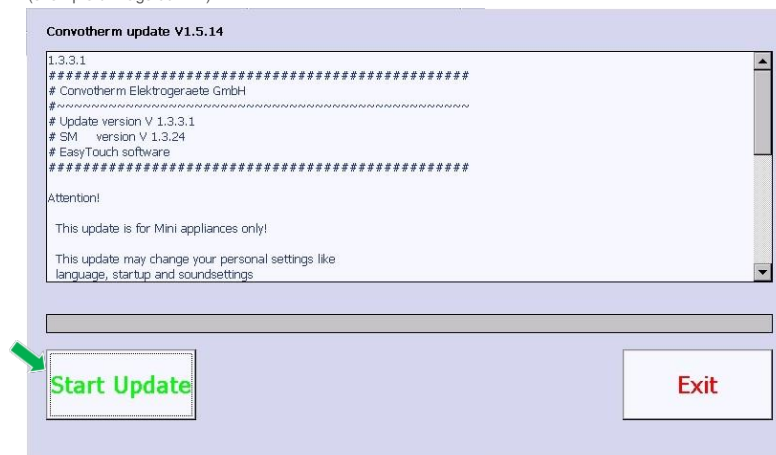 Convotherm update V1.5.14
1.3.3.1
################################################
# Convotherm Elektrogeraete GmbH
#~~~~~~~~~~~~~~~~~~~~~~~~~~~~~~~~~~~~~~~~~~~~~~~
# Update version V 1.3.3.1
# SM version V 1.3.24
# EasyTouch software
################################################
Attention!
This update is for Mini appliances only!
This update may change your personal settings like
language, startup and soundsettings
Start Update
Exit